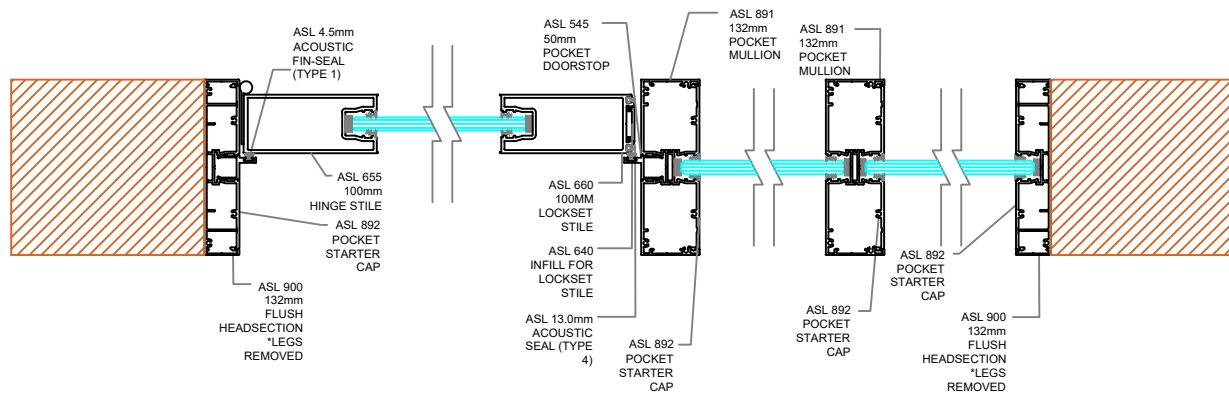 ASL 4.5mm
ACOUSTIC
FIN-SEAL
(TYPE 1)
ASL 545
50mm
POCKET
DOORSTOP
ASL 891
132mm
POCKET
MULLION
ASL 891
132mm
POCKET
MULLION
ASL 655
100mm
HINGE STILE
ASL 892
POCKET
STARTER
CAP
ASL 900
132mm
FLUSH
HEADSECTION
*LEGS
REMOVED
ASL 660
100MM
LOCKSET
STILE
ASL 640
INFILL FOR
LOCKSET
STILE
ASL 13.0mm
ACOUSTIC
SEAL (TYPE
4)
ASL 892
POCKET
STARTER
CAP
ASL 892
POCKET
STARTER
CAP
ASL 892
POCKET
STARTER
CAP
ASL 900
132mm
FLUSH
HEADSECTION
*LEGS
REMOVED